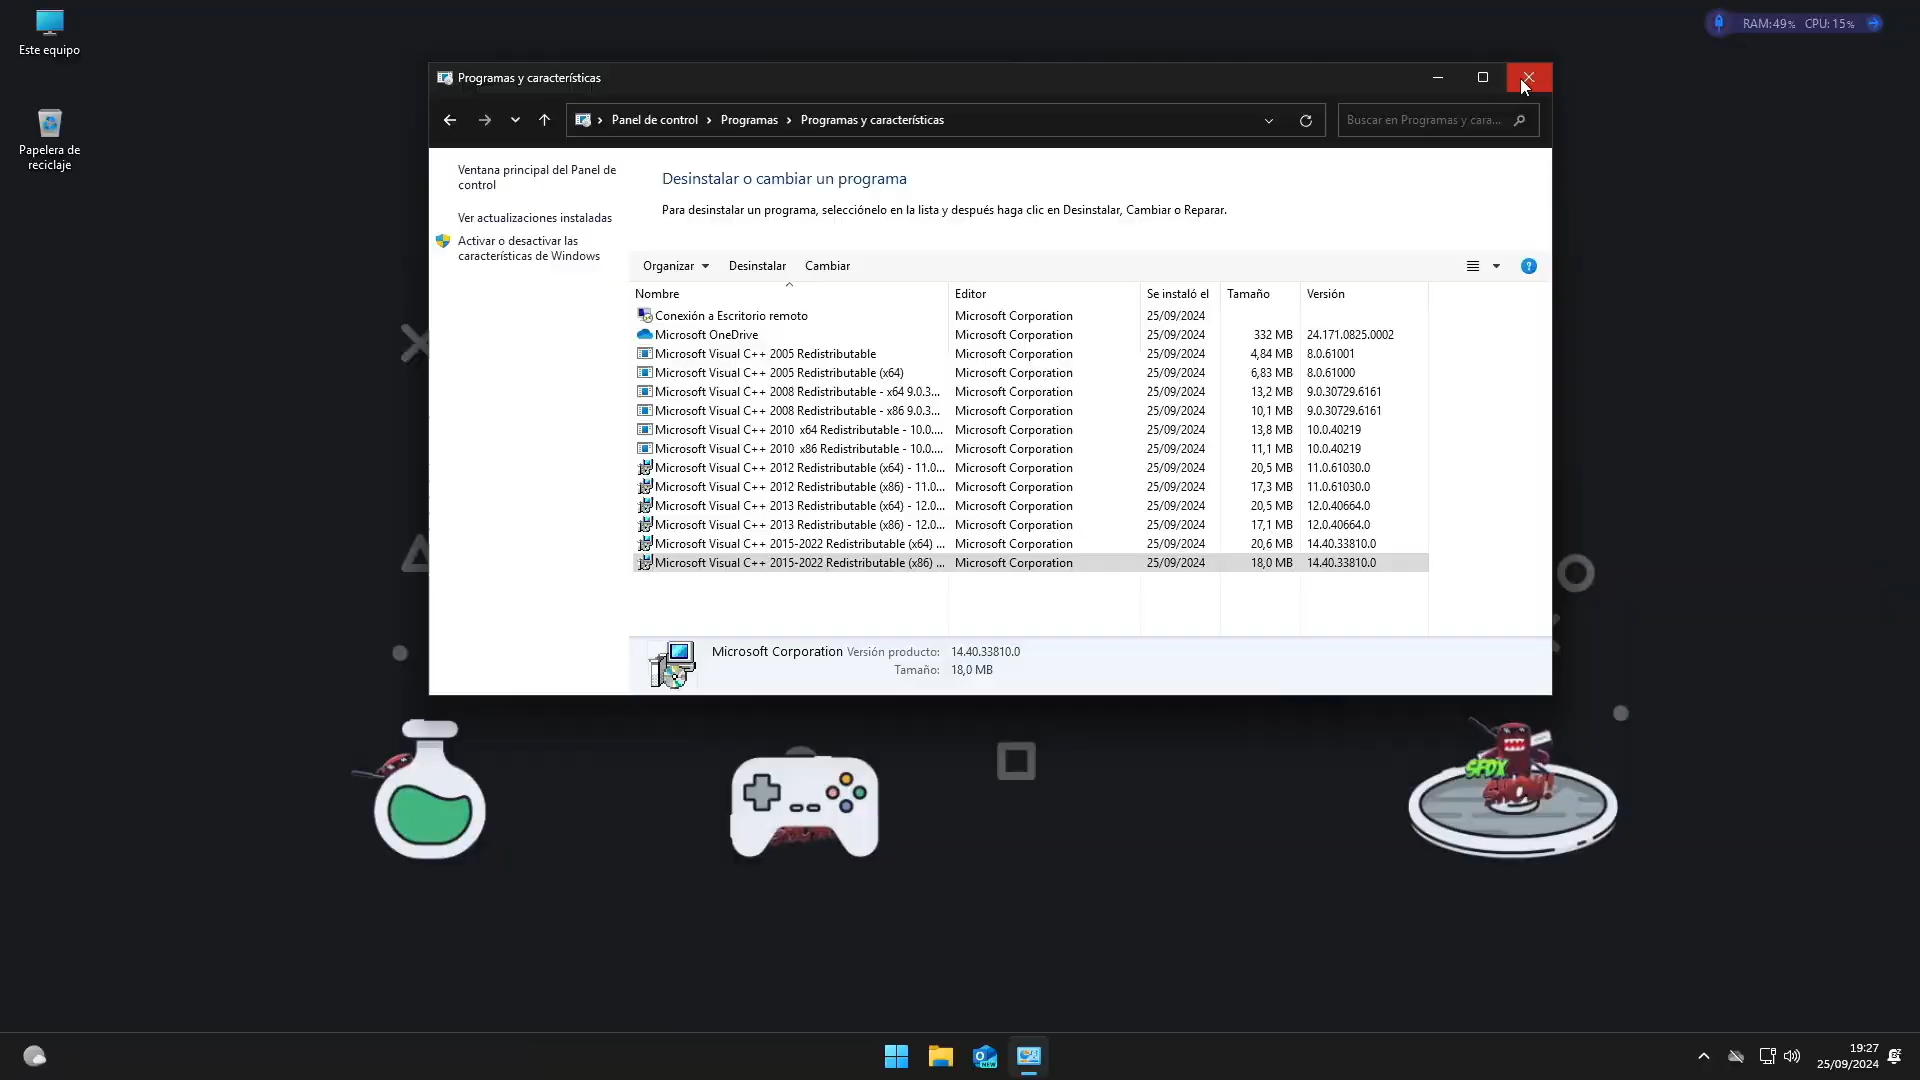 Este equipo
Papelera de
reciclaje
RAM:49% CPU: 15%
Programas y características
Panel de control > Programas > Programas y características
Buscar en Programas y cara...
Ventana principal del Panel de
control
Ver actualizaciones instaladas
Activar o desactivar las
características de Windows
Desinstalar o cambiar un programa
Para desinstalar un programa, selecciónelo en la lista y después haga clic en Desinstalar, Cambiar o Reparar.
Organizar Desinstalar Cambiar
Nombre Editor Se instaló el Tamaño Versión
Conexión a Escritorio remoto Microsoft Corporation 25/09/2024
Microsoft OneDrive Microsoft Corporation 25/09/2024 332 MB 24.171.0825.0002
Microsoft Visual C++ 2005 Redistributable Microsoft Corporation 25/09/2024 4,84 MB 8.0.61001
Microsoft Visual C++ 2005 Redistributable (x64) Microsoft Corporation 25/09/2024 6,83 MB 8.0.61000
Microsoft Visual C++ 2008 Redistributable - x64 9.0.3... Microsoft Corporation 25/09/2024 13,2 MB 9.0.30729.6161
Microsoft Visual C++ 2008 Redistributable - x86 9.0.3... Microsoft Corporation 25/09/2024 10,1 MB 9.0.30729.6161
Microsoft Visual C++ 2010 x64 Redistributable - 10.0.... Microsoft Corporation 25/09/2024 13,8 MB 10.0.40219
Microsoft Visual C++ 2010 x86 Redistributable - 10.0.... Microsoft Corporation 25/09/2024 11,1 MB 10.0.40219
Microsoft Visual C++ 2012 Redistributable (x64) - 11.0... Microsoft Corporation 25/09/2024 20,5 MB 11.0.61030.0
Microsoft Visual C++ 2012 Redistributable (x86) - 11.0... Microsoft Corporation 25/09/2024 17,3 MB 11.0.61030.0
Microsoft Visual C++ 2013 Redistributable (x64) - 12.0... Microsoft Corporation 25/09/2024 20,5 MB 12.0.40664.0
Microsoft Visual C++ 2013 Redistributable (x86) - 12.0... Microsoft Corporation 25/09/2024 17,1 MB 12.0.40664.0
Microsoft Visual C++ 2015-2022 Redistributable (x64) ... Microsoft Corporation 25/09/2024 20,6 MB 14.40.33810.0
Microsoft Visual C++ 2015-2022 Redistributable (x86) ... Microsoft Corporation 25/09/2024 18,0 MB 14.40.33810.0
Microsoft Corporation Versión producto: 14.40.33810.0
Tamaño: 18,0 MB
SFDX
SHOW!
NEW
19:27
25/09/2024